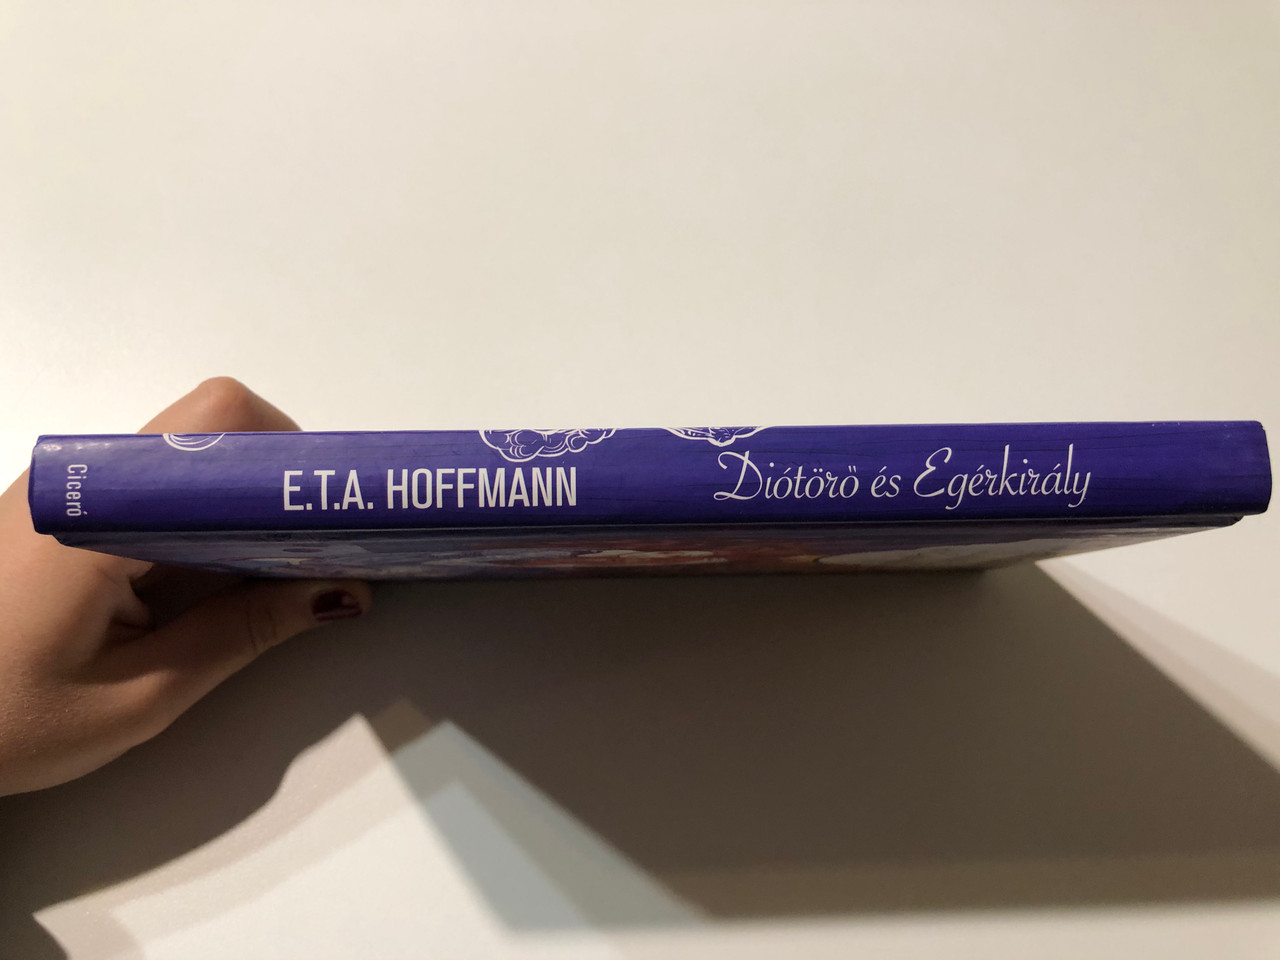 Ciceró
E.T.A. HOFFMANN
Diótörő és Egérkirály